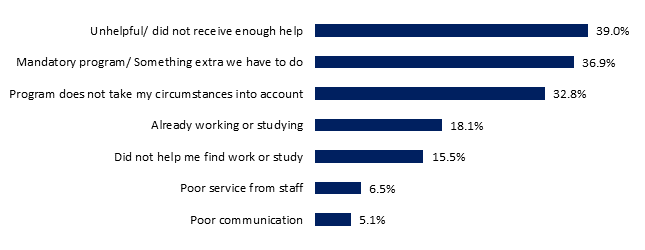 Unhelpful/ did not receive enough help 39.0%
Mandatory program/ Something extra we have to do 36.9%
Program does not take my circumstances into account 32.8%
Already working or studying 18.1%
Did not help me find work or study 15.5%
Poor service from staff 6.5%
Poor communication 5.1%